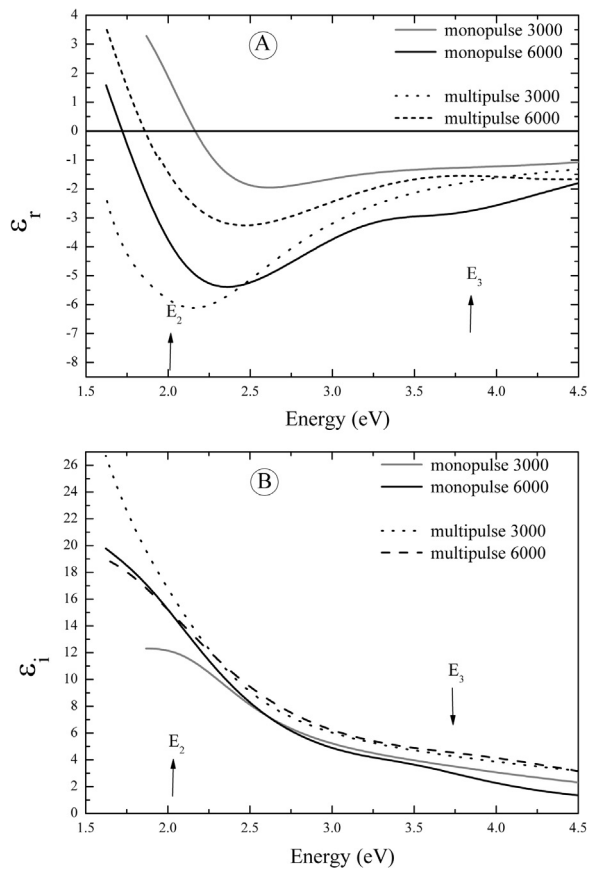 A
monopulse 3000
monopulse 6000
multipulse 3000
multipulse 6000
4
3
2
1
0
-1
-2
-3
-4
-5
-6
-7
-8
εr
E2
E3
1.5 2.0 2.5 3.0 3.5 4.0 4.5
Energy (eV)
B
monopulse 3000
monopulse 6000
multipulse 3000
multipulse 6000
26
24
22
20
18
16
14
12
10
8
6
4
2
0
εi
E3
E2
1.5 2.0 2.5 3.0 3.5 4.0 4.5
Energy (eV)